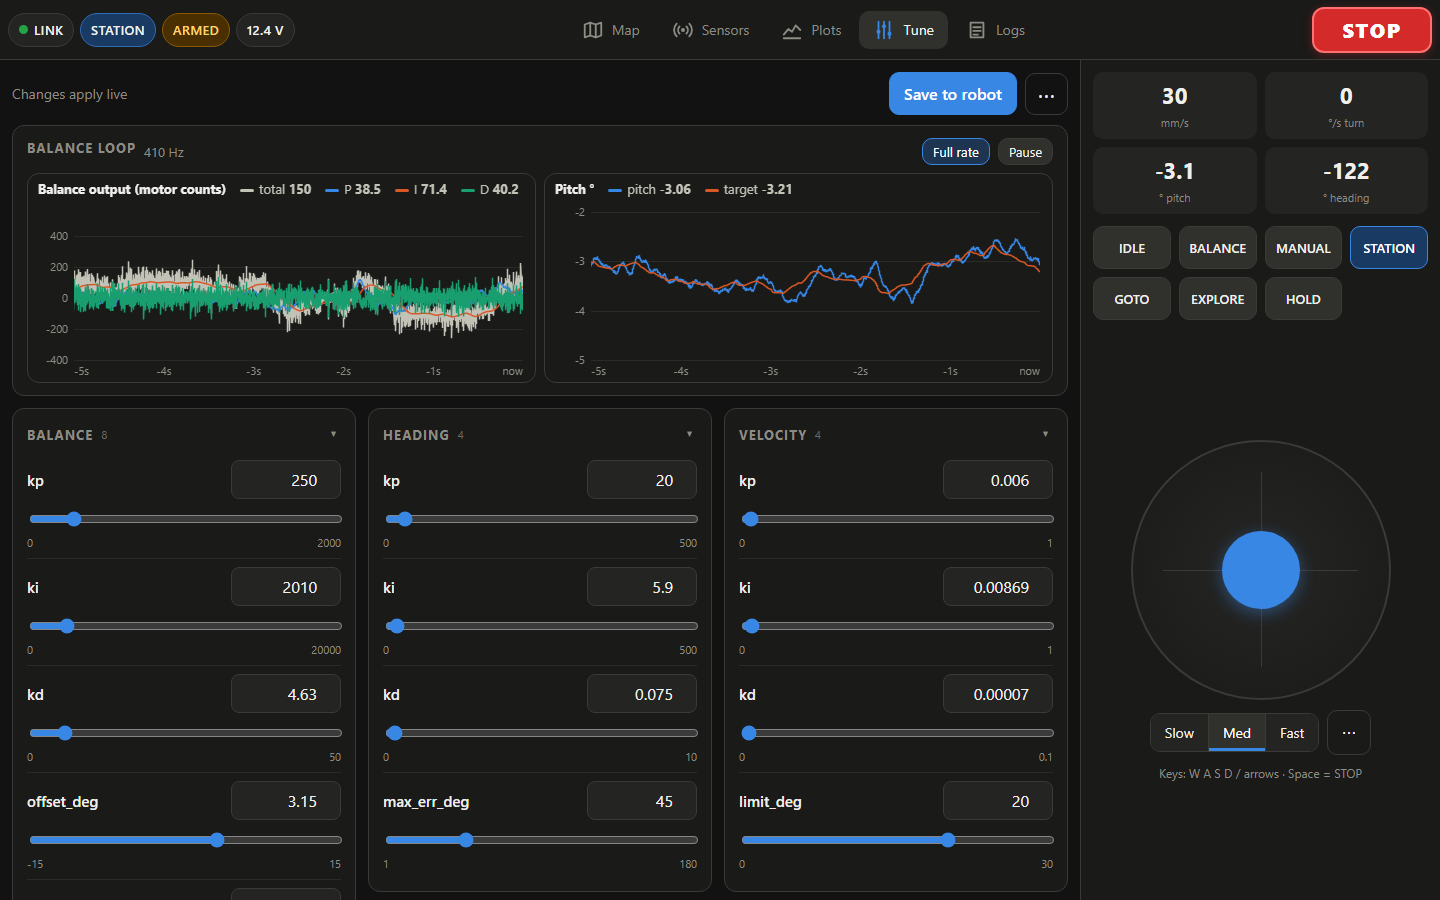 LINK STATION ARMED 12.4 V Map Sensors Plots Tune Logs STOP
Changes apply live Save to robot ...
BALANCE LOOP 410 Hz Full rate Pause
Balance output (motor counts) total 150 P 38.5 I 71.4 D 40.2
400
200
0
-200
-400
-5s -4s -3s -2s -1s now
Pitch ° pitch -3.06 target -3.21
-2
-3
-4
-5
-5s -4s -3s -2s -1s now
BALANCE 8
kp 250
0 2000
ki 2010
0 20000
kd 4.63
0 50
offset_deg 3.15
-15 15
HEADING 4
kp 20
0 500
ki 5.9
0 500
kd 0.075
0 10
max_err_deg 45
1 180
VELOCITY 4
kp 0.006
0 1
ki 0.00869
0 1
kd 0.00007
0 0.1
limit_deg 20
0 30
30 0
mm/s °/s turn
-3.1 -122
° pitch ° heading
IDLE BALANCE MANUAL STATION
GOTO EXPLORE HOLD
Slow Med Fast ...
Keys: W A S D / arrows · Space = STOP